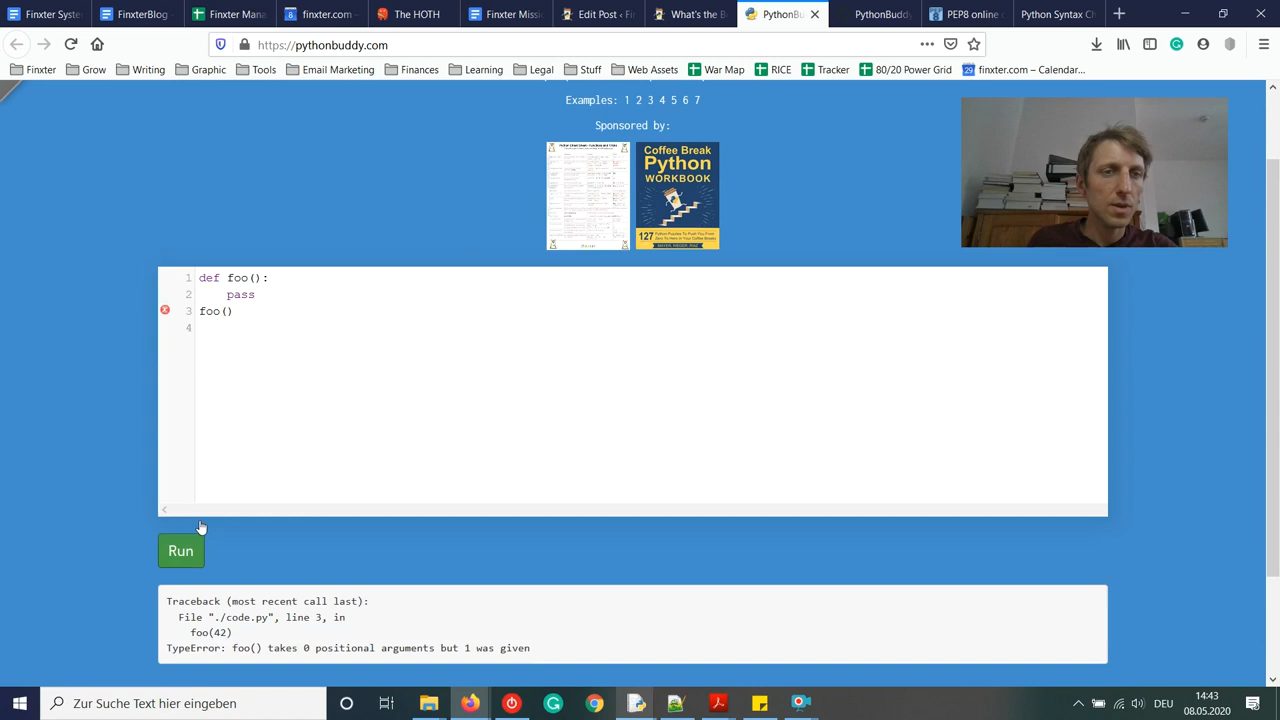 Finxter Syste
FinxterBlog
Finxter Mane
finxter.com -
The HOTH
Finxter Miss
Edit Post ‹ Fi
What's the B
PythonBu
PythonBuddy
PEP8 online c
Python Syntax Ch
https://pythonbuddy.com
Finxter
Grow
Writing
Graphic
Tools
Email Marketing
Finances
Learning
Legal
Stuff
Web Assets
War Map
RICE
Tracker
80/20 Power Grid
finxter.com – Calendar...
Examples: 1 2 3 4 5 6 7
Sponsored by:
Coffee Break
Python
WORKBOOK
127
1 def foo():
2 pass
3 foo()
4
Run
Traceback (most recent call last):
File "./code.py", line 3, in
foo(42)
TypeError: foo() takes 0 positional arguments but 1 was given
Zur Suche Text hier eingeben
DEU
14:43
08.05.2020